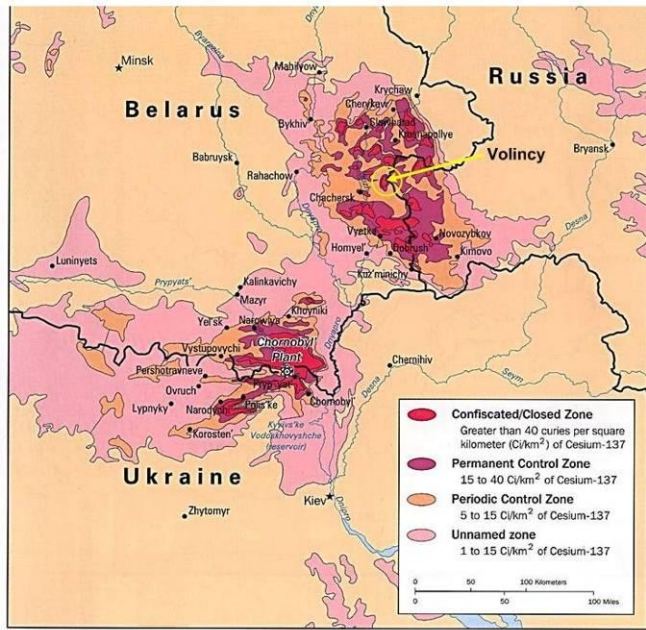 Minsk
Mahilyow
Russia
Krychaw
Cherykaw
Belarus
Bykhiv
Slawharad
Krasnapollye
Bryansk
Volincy
Babruysk
Rahachow
Chachersk
Desna
Luninyets
Vyetka
Novozybkov
Homyel'
Dobrush
Klimovo
Kuz'minichy
Kalinkavichy
Prypyats'
Mazyr
Khoyniki
Yel'sk
Narowlya
Chornobyl'
Plant
Vystupovychi
Pershotravneve
Chernihiv
Seym
Desna
Ovruch
Pryp'yat'
Lypnyky
Narodychi
Polis'ke
Chornobyl'
Korosten'
Kyyivs'ke
Vodoskhovyshche
(reservoir)
Ukraine
Kiev
Dnipro
Zhytomyr
Confiscated/Closed Zone
Greater than 40 curies per square
kilometer (Ci/km²) of Cesium-137
Permanent Control Zone
15 to 40 Ci/km² of Cesium-137
Periodic Control Zone
5 to 15 Ci/km² of Cesium-137
Unnamed zone
1 to 15 Ci/km² of Cesium-137
0 50 100 Kilometers
0 50 100 Miles